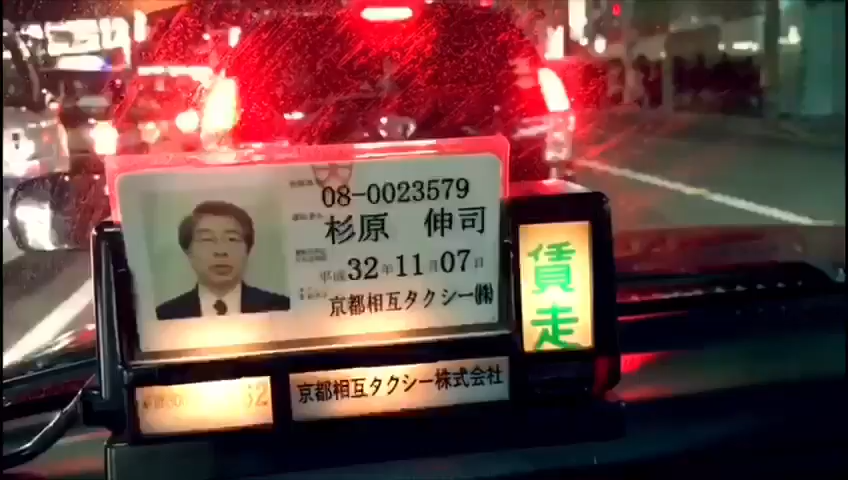 08-0023579
杉原 伸司
平成32年11月07日
京都相互タクシー㈱
賃走
京都相互タクシー株式会社